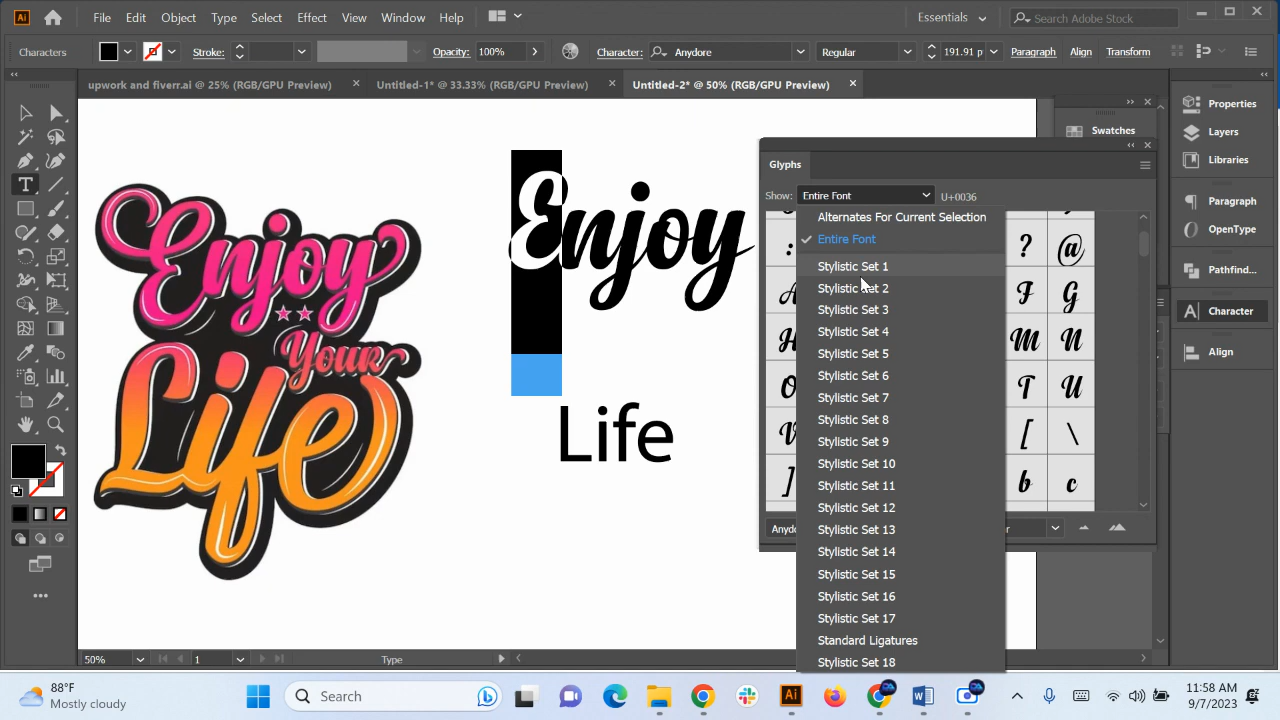 Ai File Edit Object Type Select Effect View Window Help Essentials Search Adobe Stock
Characters Stroke: Opacity: 100% Character: Anydore Regular 191.91 p Paragraph Align Transform
upwork and fiverr.ai @ 25% (RGB/GPU Preview) × Untitled-1* @ 33.33% (RGB/GPU Preview) × Untitled-2* @ 50% (RGB/GPU Preview) ×
Enjoy
Your
Life
Enjoy
Life
Glyphs
Show: Entire Font U+0036
Alternates For Current Selection
Entire Font
Stylistic Set 1
Stylistic Set 2
Stylistic Set 3
Stylistic Set 4
Stylistic Set 5
Stylistic Set 6
Stylistic Set 7
Stylistic Set 8
Stylistic Set 9
Stylistic Set 10
Stylistic Set 11
Stylistic Set 12
Stylistic Set 13
Stylistic Set 14
Stylistic Set 15
Stylistic Set 16
Stylistic Set 17
Standard Ligatures
Stylistic Set 18
: ? @
A F G
H M N
O T U
V [ \
] b c
Anyd r
Swatches
Properties
Layers
Libraries
Paragraph
OpenType
Pathfind...
Character
Align
50% 1 Type
88°F
Mostly cloudy
Search
11:58 AM
9/7/2023